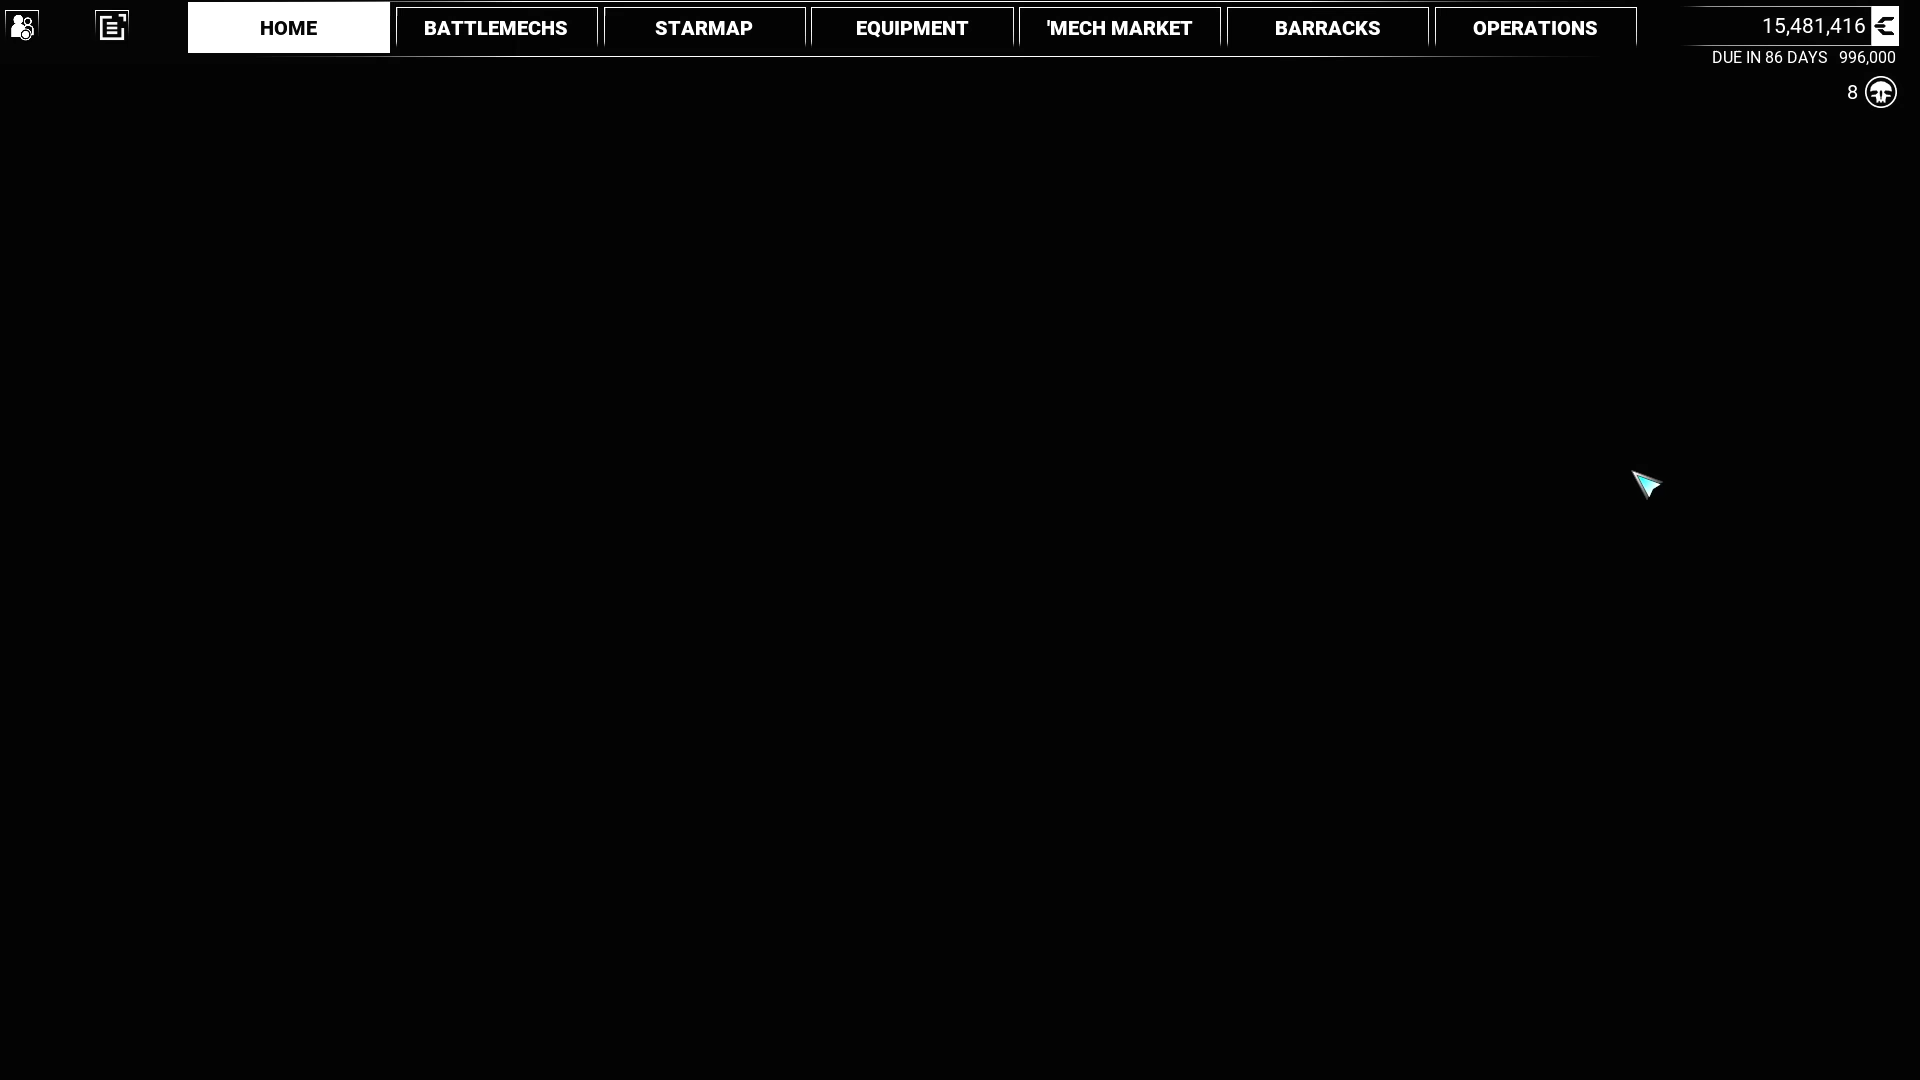 HOME
BATTLEMECHS
STARMAP
EQUIPMENT
'MECH MARKET
BARRACKS
OPERATIONS
15,481,416
DUE IN 86 DAYS 996,000
8